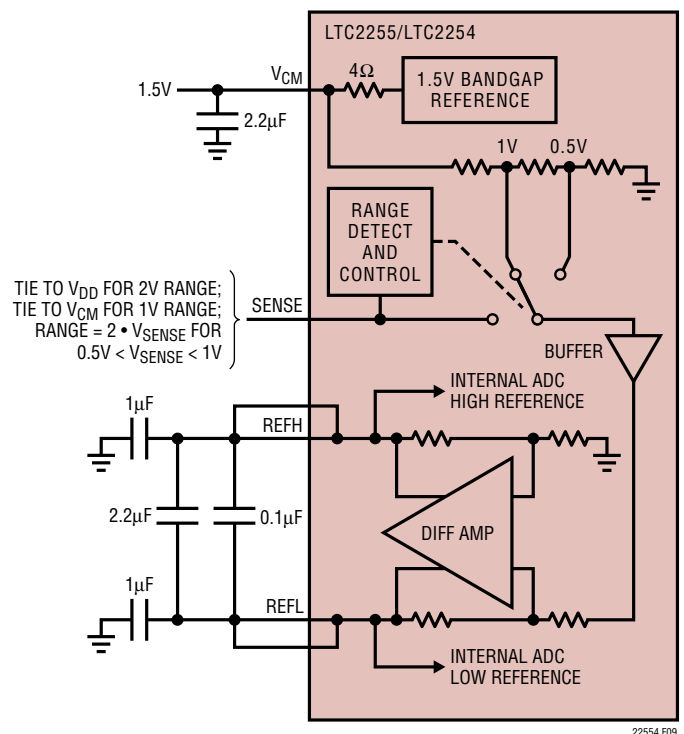 LTC2255/LTC2254
1.5V
VCM
4Ω
1.5V BANDGAP
REFERENCE
2.2µF
1V
0.5V
RANGE
DETECT
AND
CONTROL
TIE TO VDD FOR 2V RANGE;
TIE TO VCM FOR 1V RANGE;
RANGE = 2 • VSENSE FOR
0.5V < VSENSE < 1V
SENSE
BUFFER
INTERNAL ADC
HIGH REFERENCE
1µF
REFH
2.2µF
0.1µF
DIFF AMP
1µF
REFL
INTERNAL ADC
LOW REFERENCE
22554 F09